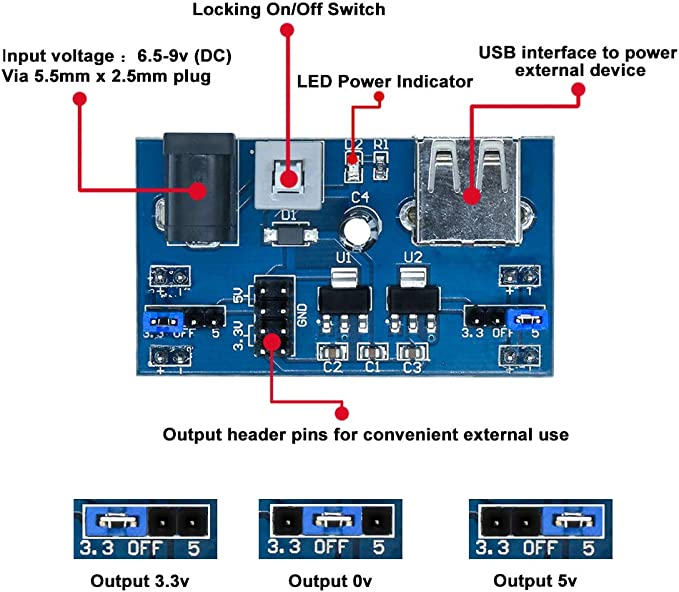 Locking On/Off Switch
Input voltage : 6.5-9v (DC)
Via 5.5mm x 2.5mm plug
LED Power Indicator
USB interface to power
external device
R1
C4
D1
U1
U2
5V
GND
3.3V
3.3 OFF 5
3.3 OFF 5
C2
C1
C3
Output header pins for convenient external use
3.3 OFF 5
3.3 OFF 5
3.3 OFF 5
Output 3.3v
Output 0v
Output 5v